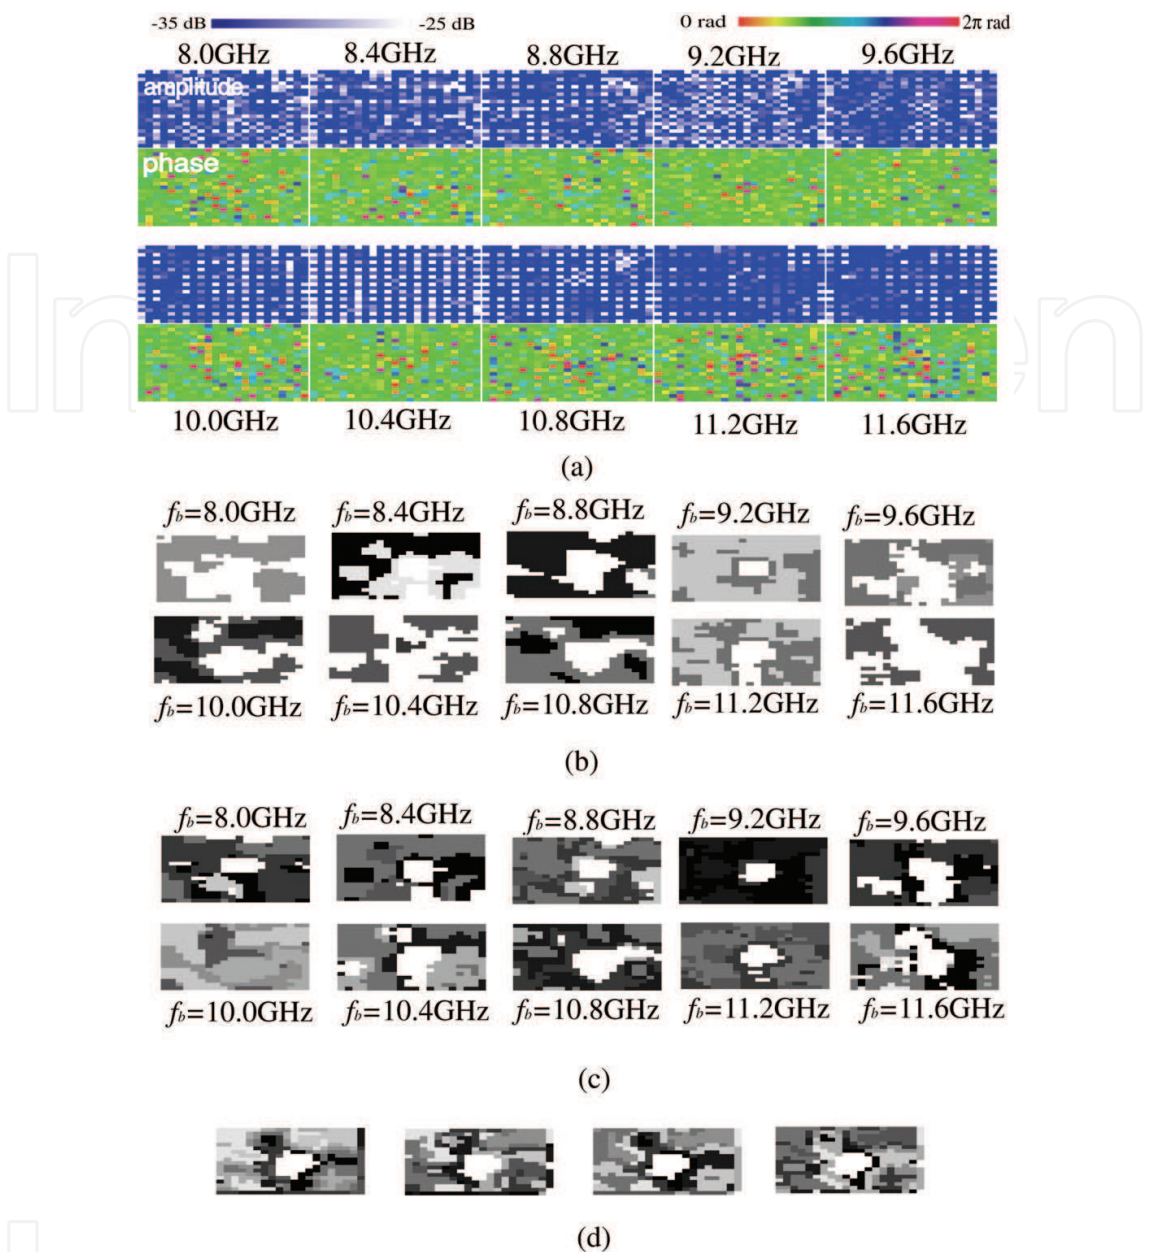 -35 dB -25 dB 0 rad 2π rad
8.0GHz 8.4GHz 8.8GHz 9.2GHz 9.6GHz
amplitude
phase
10.0GHz 10.4GHz 10.8GHz 11.2GHz 11.6GHz
(a)
fb=8.0GHz fb=8.4GHz fb=8.8GHz fb=9.2GHz fb=9.6GHz
fb=10.0GHz fb=10.4GHz fb=10.8GHz fb=11.2GHz fb=11.6GHz
(b)
fb=8.0GHz fb=8.4GHz fb=8.8GHz fb=9.2GHz fb=9.6GHz
fb=10.0GHz fb=10.4GHz fb=10.8GHz fb=11.2GHz fb=11.6GHz
(c)
(d)